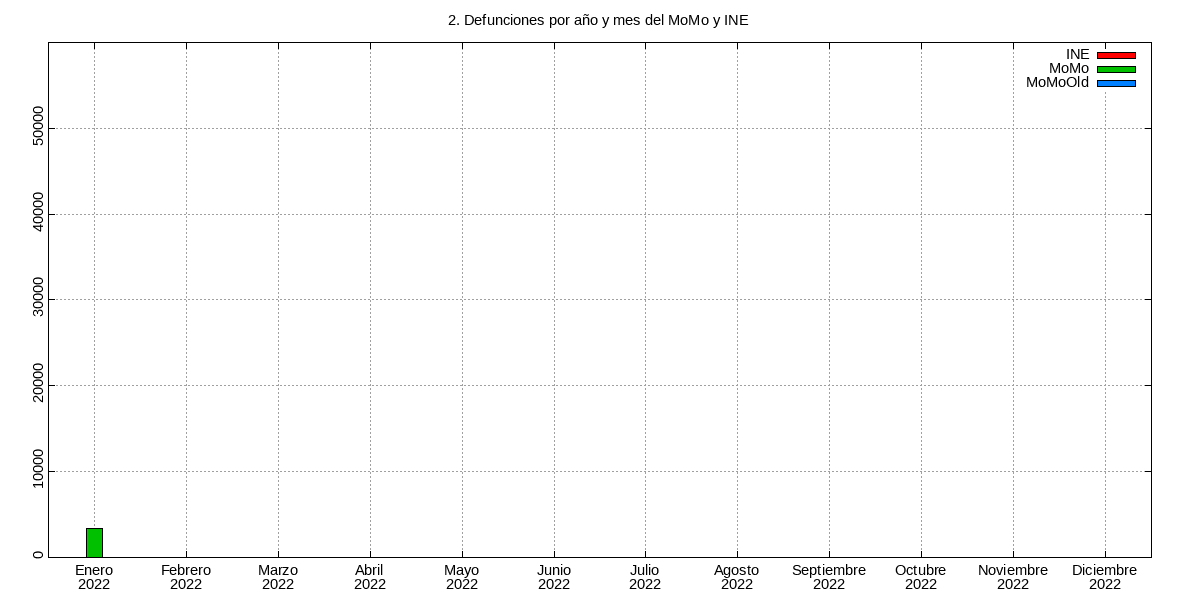 2. Defunciones por año y mes del MoMo y INE
INE
MoMo
MoMoOld
50000
40000
30000
20000
10000
0
Enero Febrero Marzo Abril Mayo Junio Julio Agosto Septiembre Octubre Noviembre Diciembre
2022 2022 2022 2022 2022 2022 2022 2022 2022 2022 2022 2022